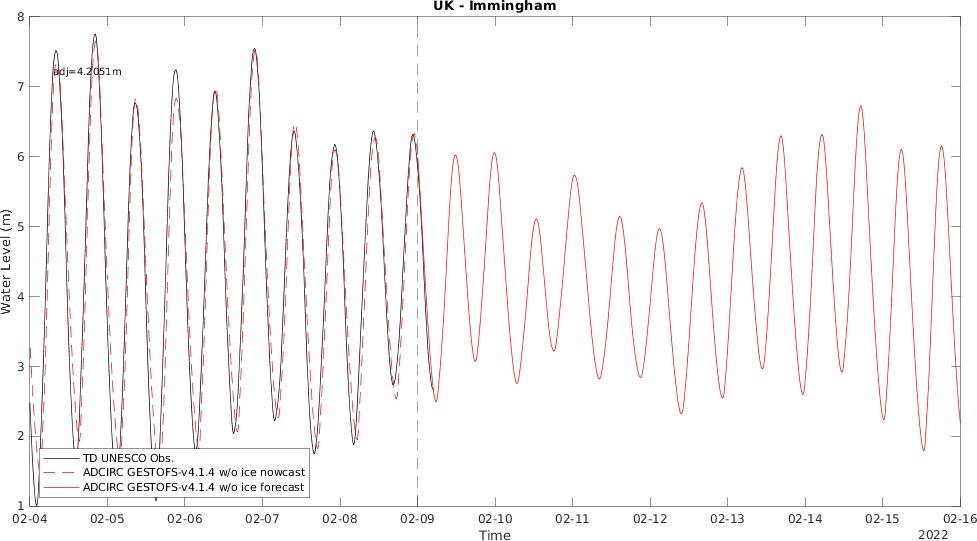 UK - Immingham
8
adj=4.2051m
7
6
5
4
3
2
1
Water Level (m)
TD UNESCO Obs.
ADCIRC GESTOFS-v4.1.4 w/o ice nowcast
ADCIRC GESTOFS-v4.1.4 w/o ice forecast
02-04 02-05 02-06 02-07 02-08 02-09 02-10 02-11 02-12 02-13 02-14 02-15 02-16
Time
2022